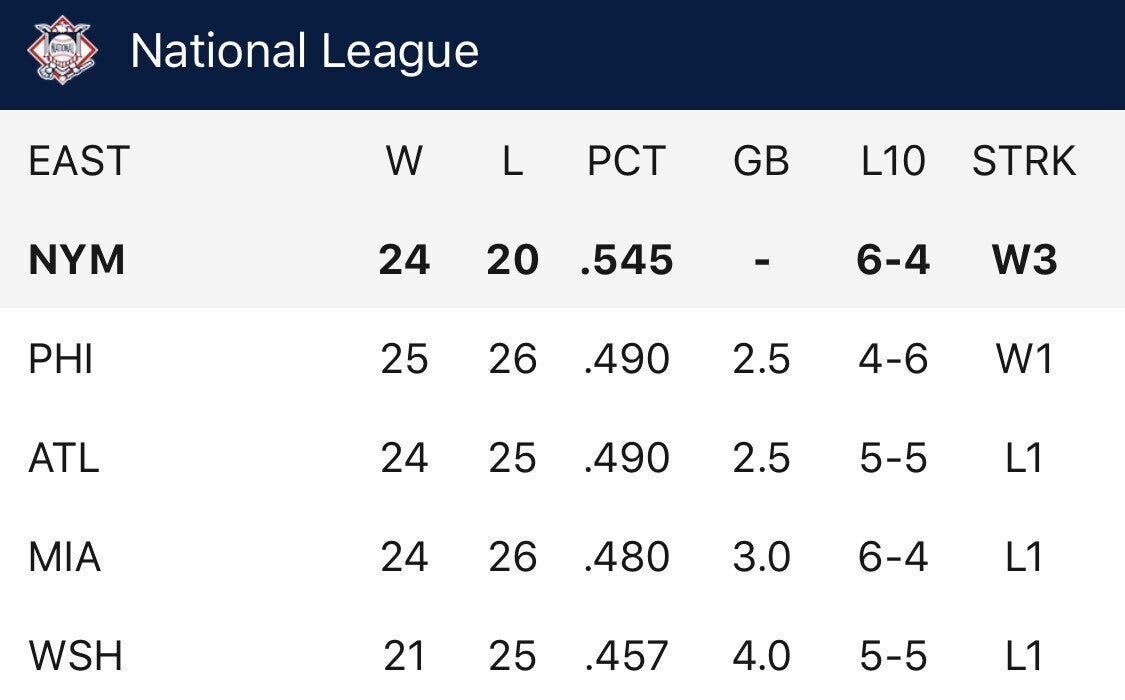 NATIONAL
National League
EAST W L PCT GB L10 STRK
NYM 24 20 .545 - 6-4 W3
PHI 25 26 .490 2.5 4-6 W1
ATL 24 25 .490 2.5 5-5 L1
MIA 24 26 .480 3.0 6-4 L1
WSH 21 25 .457 4.0 5-5 L1